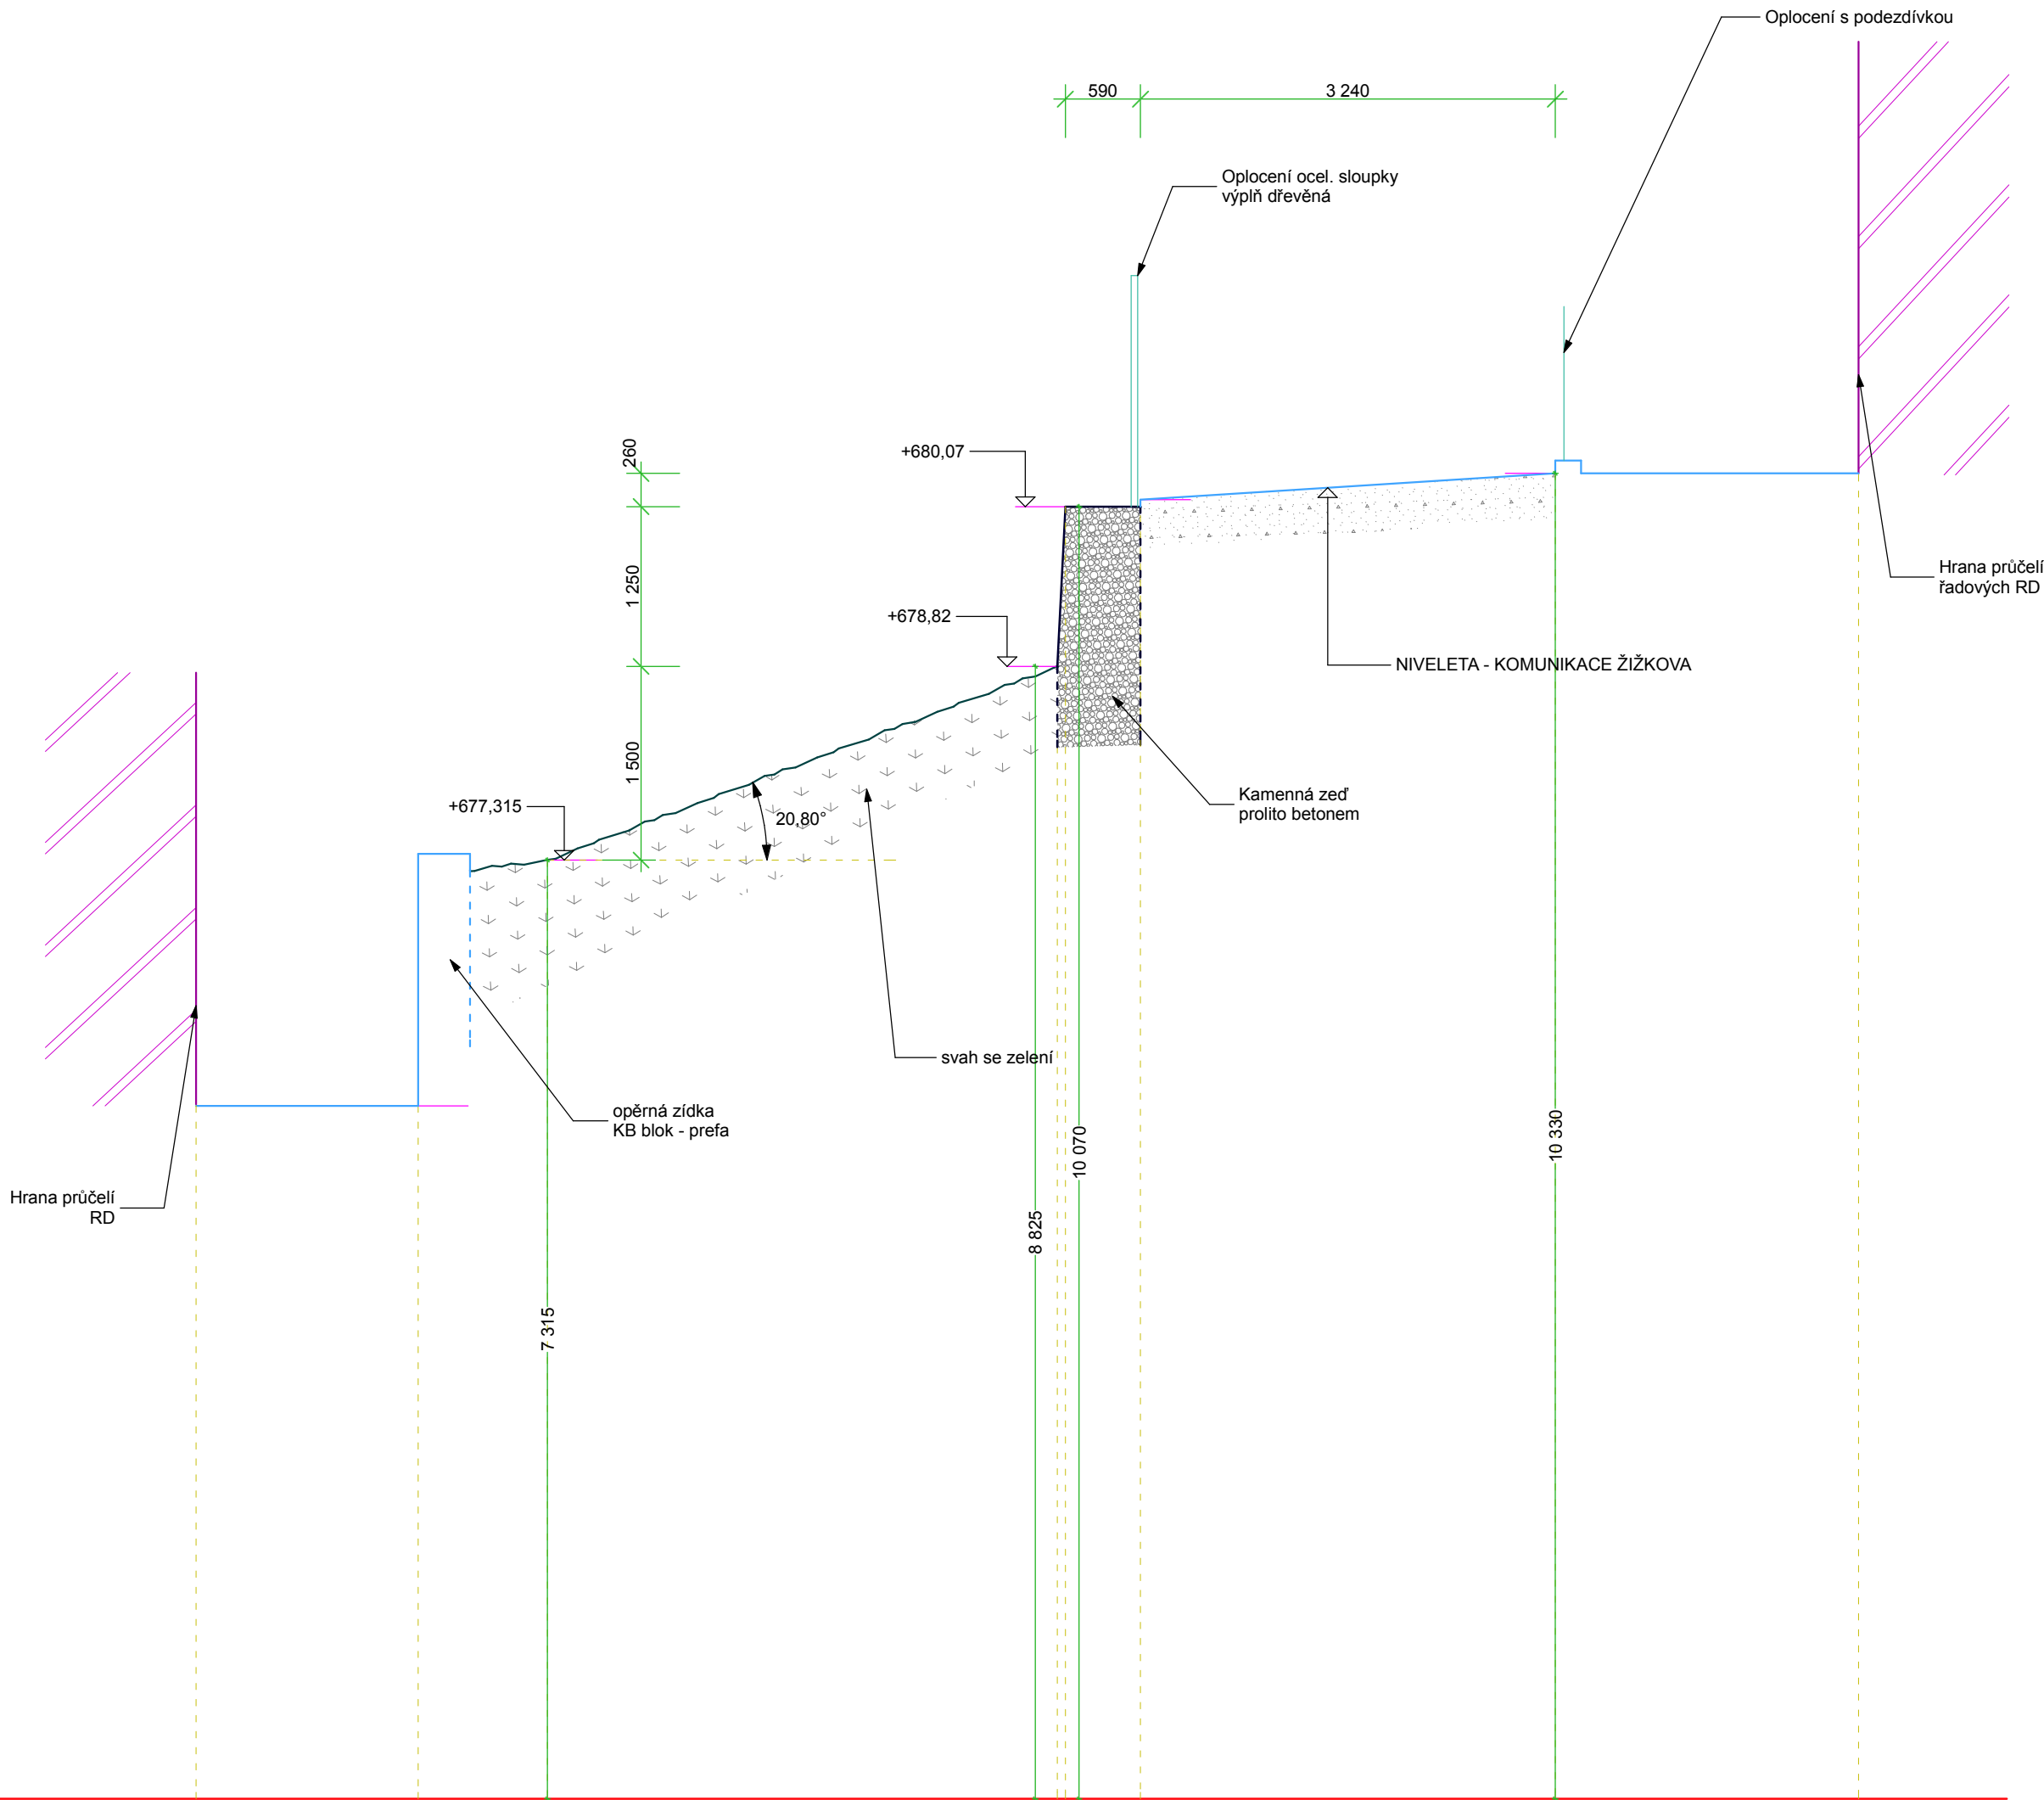 Oplocení s podezdívkou
590
3 240
Oplocení ocel. sloupky
výplň dřevěná
260
+680,07
1 250
Hrana průčelí
řadových RD
+678,82
NIVELETA - KOMUNIKACE ŽIŽKOVA
1 500
+677,315
20,80°
Kamenná zeď
prolito betonem
svah se zelení
opěrná zídka
KB blok - prefa
10 070
10 330
Hrana průčelí
RD
8 825
7 315